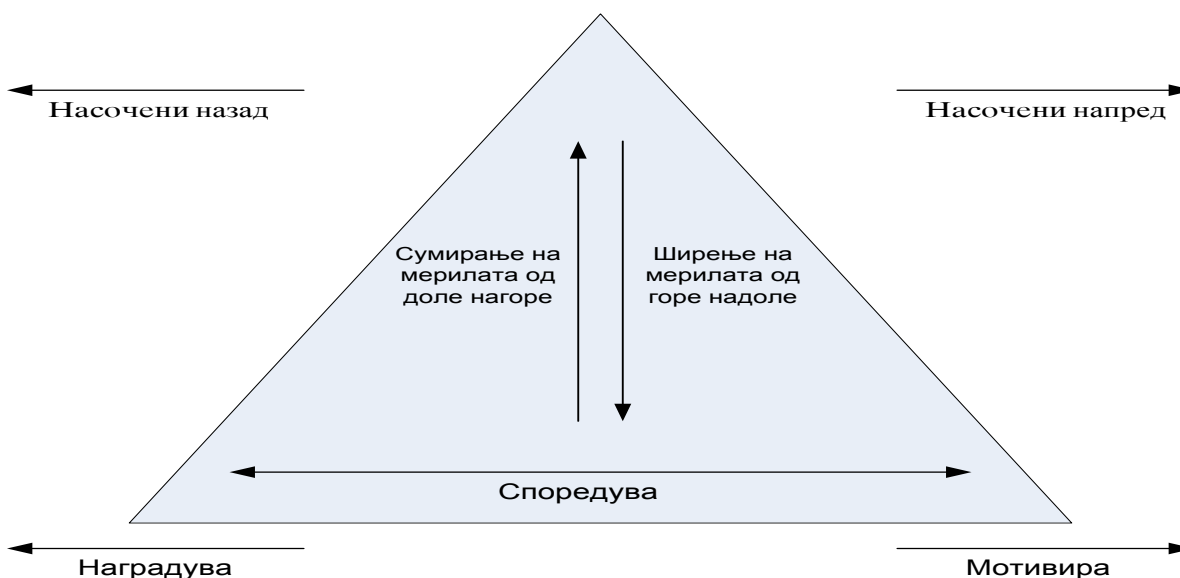 Насочени назад
Насочени напред
Сумирање на
мерилата од
доле нагоре
Ширење на
мерилата од
горе надоле
Споредува
Наградува
Мотивира